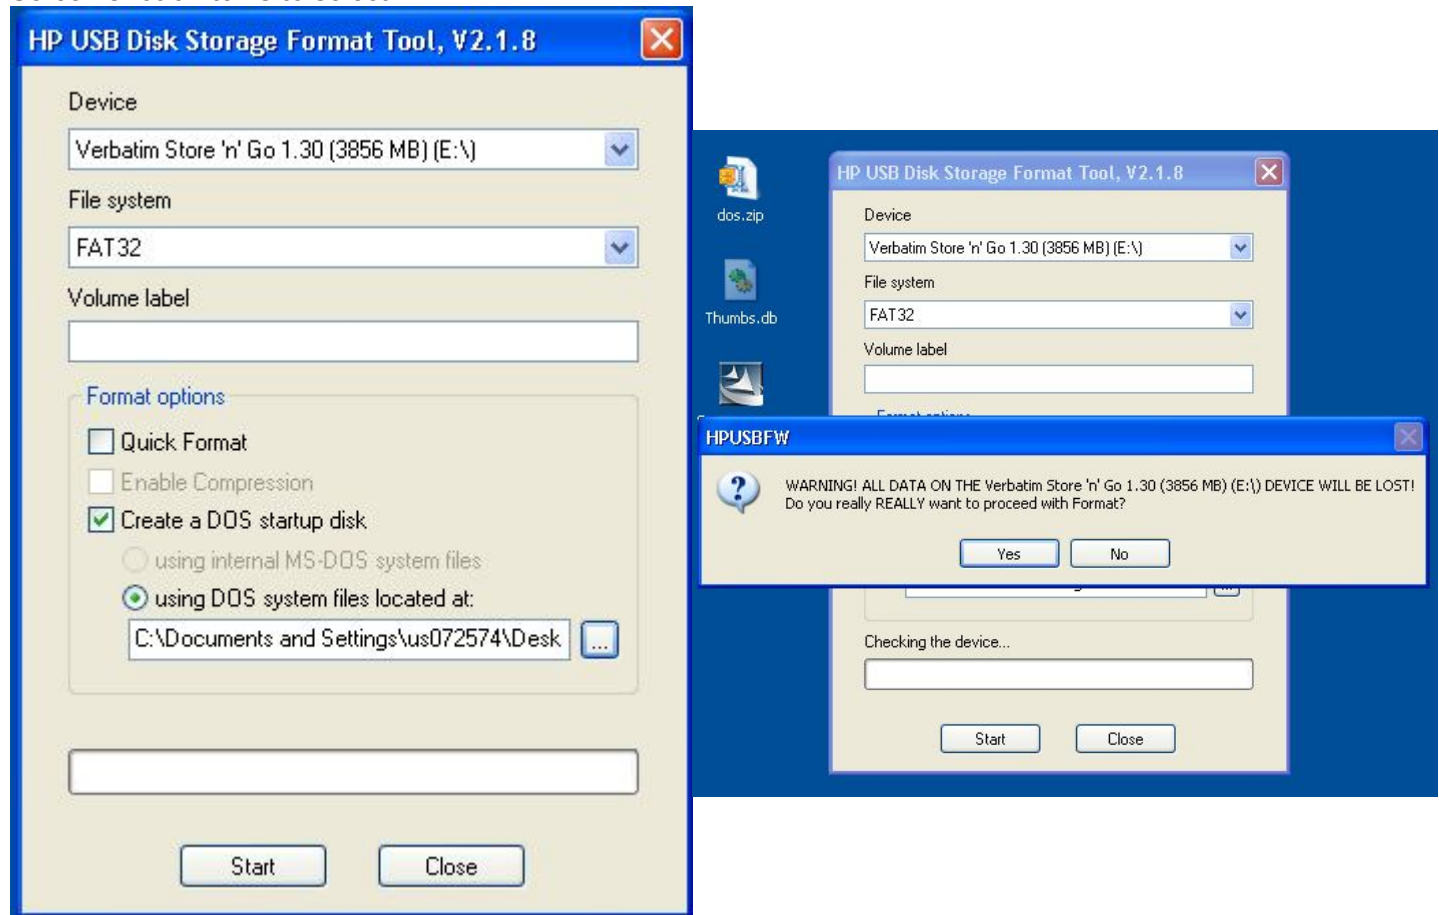 HP USB Disk Storage Format Tool, V2.1.8
Device
Verbatim Store 'n' Go 1.30 (3856 MB) (E:\)
File system
FAT32
Volume label
Format options
Quick Format
Enable Compression
Create a DOS startup disk
using internal MS-DOS system files
using DOS system files located at:
C:\Documents and Settings\us072574\Desk
...
Start
Close
dos.zip
Thumbs.db
HP USB Disk Storage Format Tool, V2.1.8
Device
Verbatim Store 'n' Go 1.30 (3856 MB) (E:\)
File system
FAT32
Volume label
Format options
HPUSBFW
WARNING! ALL DATA ON THE Verbatim Store 'n' Go 1.30 (3856 MB) (E:\) DEVICE WILL BE LOST!
Do you really REALLY want to proceed with Format?
Yes
No
...
Checking the device...
Start
Close